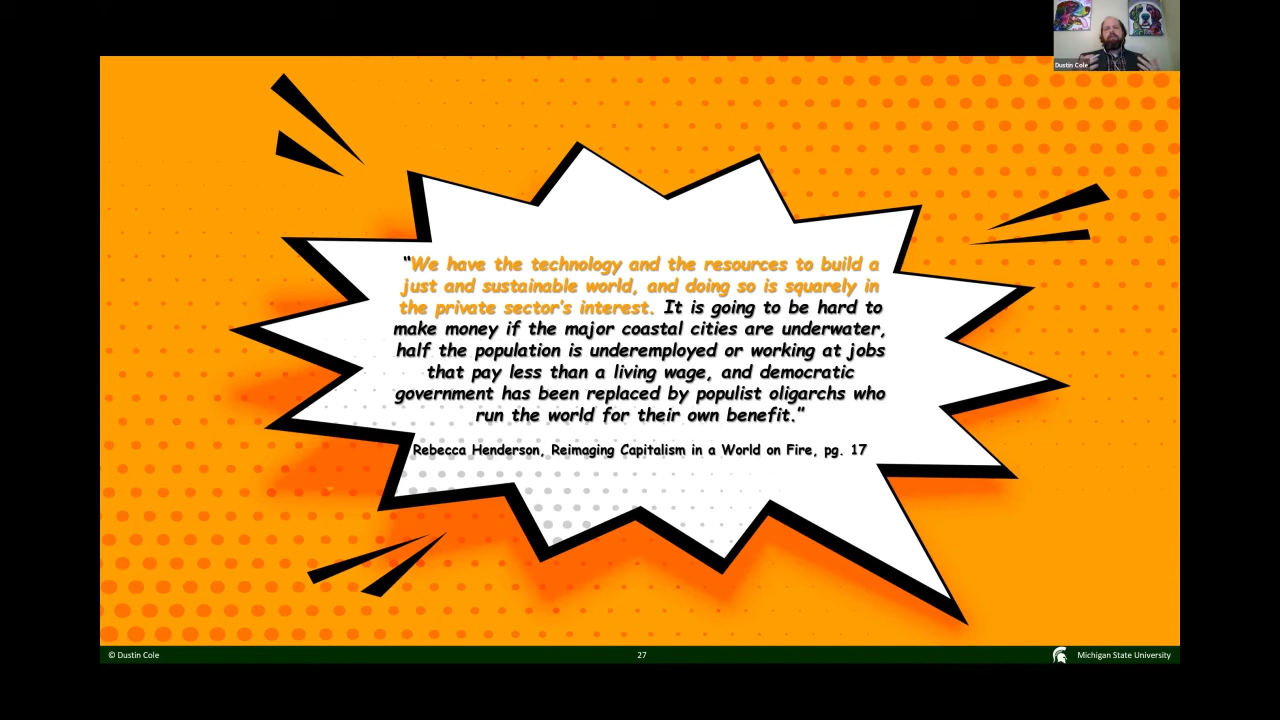 Dustin Cole
"We have the technology and the resources to build a
just and sustainable world, and doing so is squarely in
the private sector's interest. It is going to be hard to
make money if the major coastal cities are underwater,
half the population is underemployed or working at jobs
that pay less than a living wage, and democratic
government has been replaced by populist oligarchs who
run the world for their own benefit."
Rebecca Henderson, Reimaging Capitalism in a World on Fire, pg. 17
© Dustin Cole
27
Michigan State University